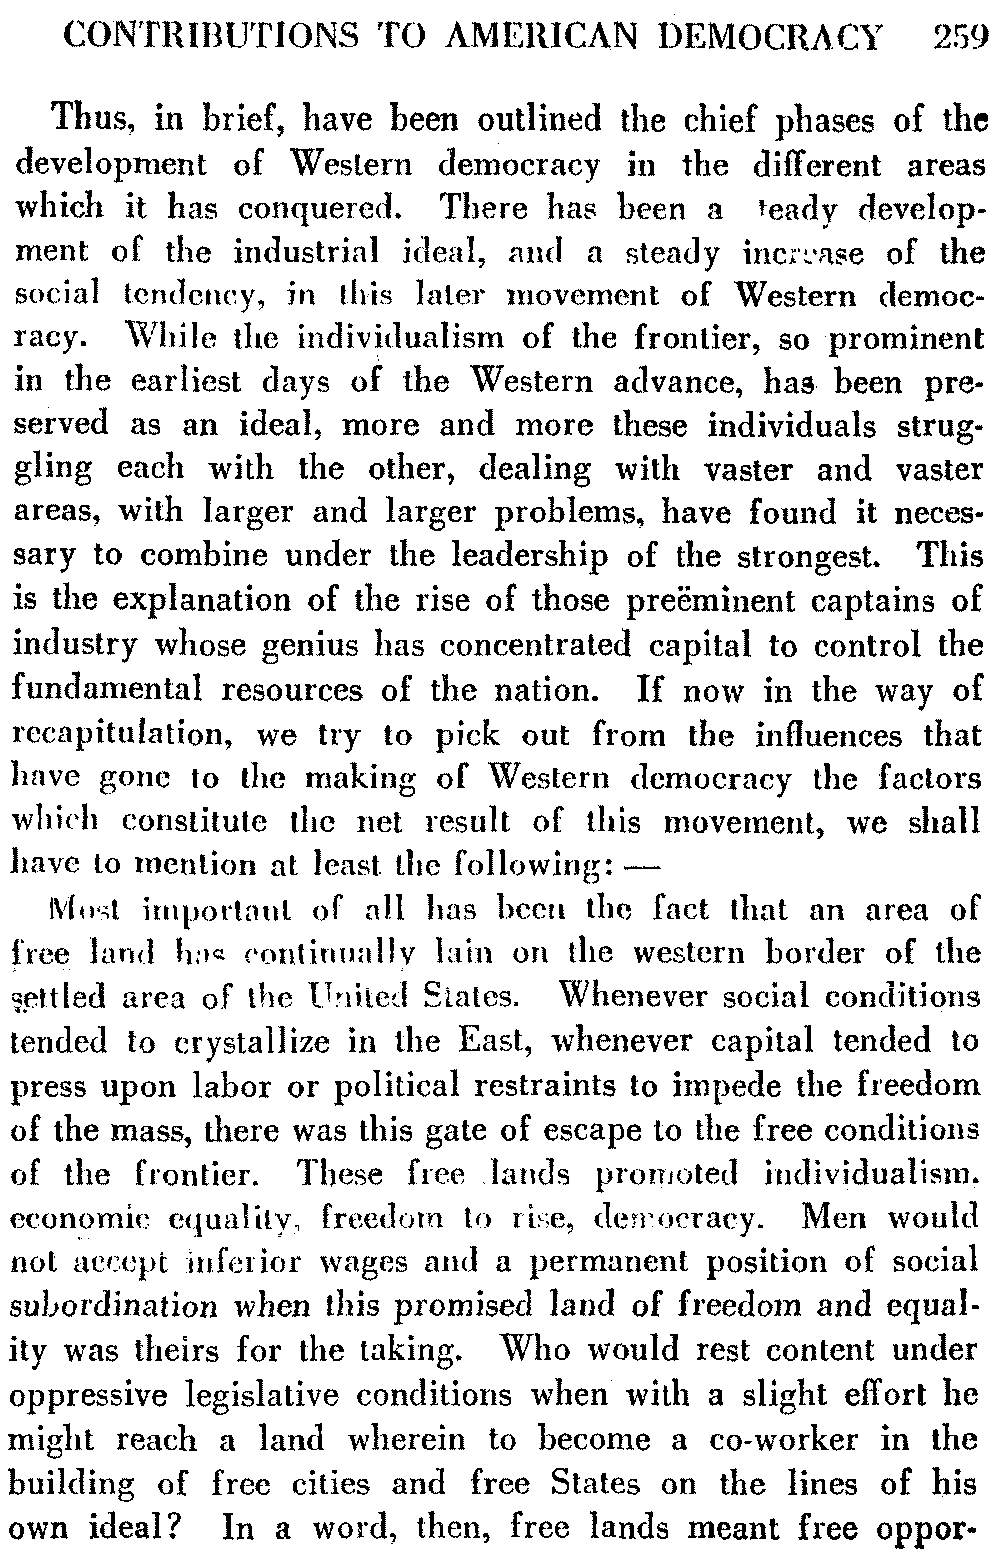 CONTRIBUTIONS TO AMERICAN DEMOCRACY 259
Thus, in brief, have been outlined the chief phases of the
development of Western democracy in the different areas
which it has conquered. There has been a teady develop-
ment of the industrial ideal, and a steady increase of the
social tendency, in this later movement of Western democ-
racy. While the individualism of the frontier, so prominent
in the earliest days of the Western advance, has been pre-
served as an ideal, more and more these individuals strug-
gling each with the other, dealing with vaster and vaster
areas, with larger and larger problems, have found it neces-
sary to combine under the leadership of the strongest. This
is the explanation of the rise of those preëminent captains of
industry whose genius has concentrated capital to control the
fundamental resources of the nation. If now in the way of
recapitulation, we try to pick out from the influences that
have gone to the making of Western democracy the factors
which constitute the net result of this movement, we shall
have to mention at least the following: —
Most important of all has been the fact that an area of
free land has continually lain on the western border of the
settled area of the United States. Whenever social conditions
tended to crystallize in the East, whenever capital tended to
press upon labor or political restraints to impede the freedom
of the mass, there was this gate of escape to the free conditions
of the frontier. These free lands promoted individualism,
economic equality, freedom to rise, democracy. Men would
not accept inferior wages and a permanent position of social
subordination when this promised land of freedom and equal-
ity was theirs for the taking. Who would rest content under
oppressive legislative conditions when with a slight effort he
might reach a land wherein to become a co-worker in the
building of free cities and free States on the lines of his
own ideal? In a word, then, free lands meant free oppor-